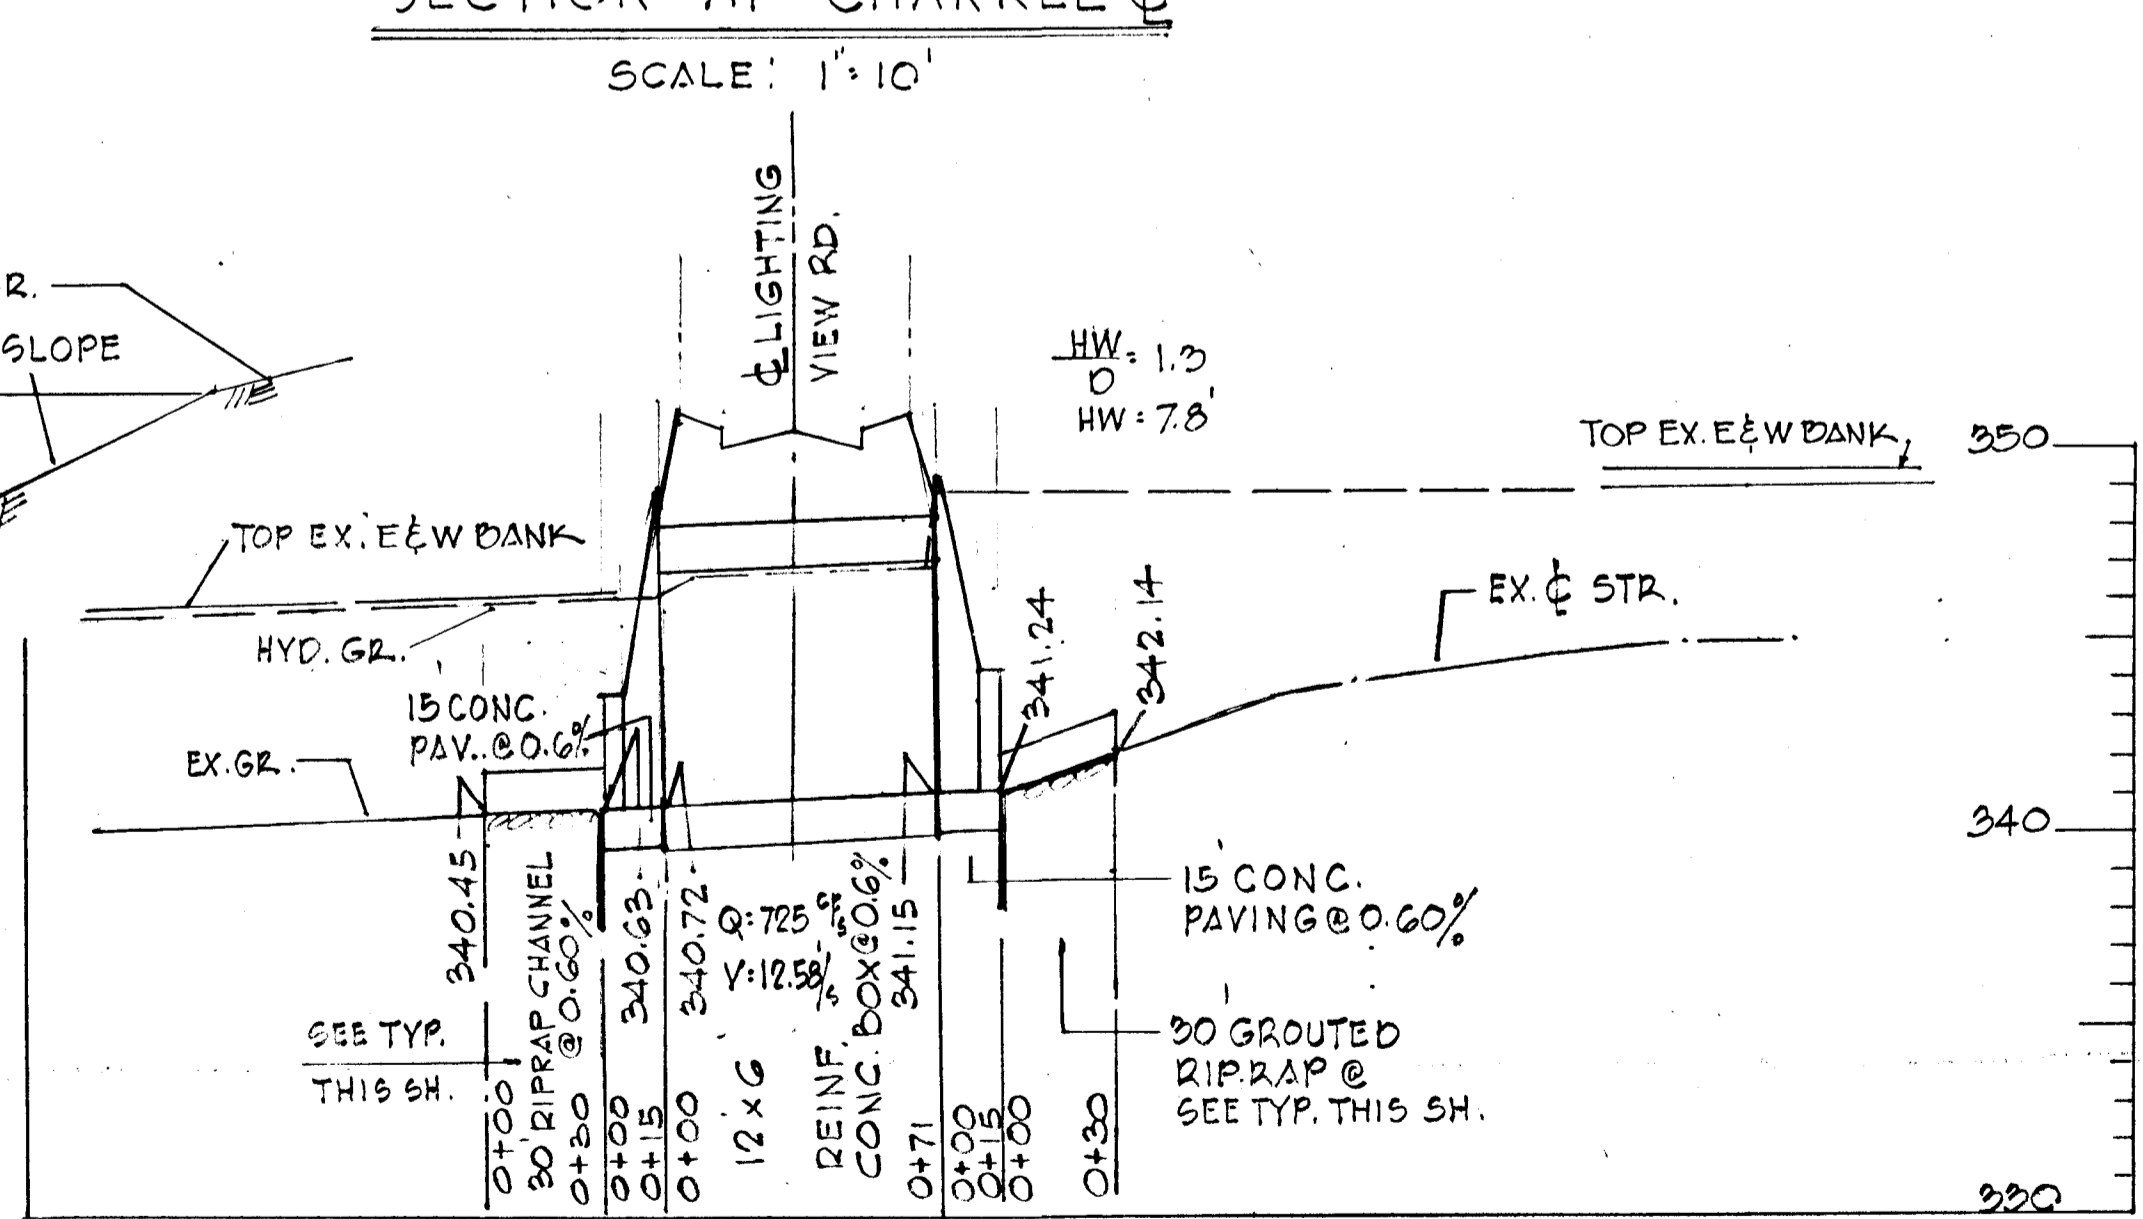 SECTION AT CHANNEL ℄
SCALE: 1":10'
R.
SLOPE
℄ LIGHTING
VIEW RD.
HW
D
: 1.3
HW : 7.8'
TOP EX. E&W BANK
350
TOP EX. E&W BANK
HYD. GR.
EX. ℄ STR.
341.24
342.14
15 CONC.
PAV. @ 0.6%
EX. GR.
340
340.45
30' RIPRAP CHANNEL
@ 0.60%
340.63
340.72
Q: 725 CFS
V: 12.58'/s
12 x 6
REINF.
CONC. BOX @ 0.6%
341.15
15' CONC.
PAVING @ 0.60%
30' GROUTED
RIP.RAP @
SEE TYP. THIS SH.
SEE TYP.
THIS SH.
0+00
0+30
0+00
0+15
0+00
0+71
0+00
0+15
0+00
0+30
330